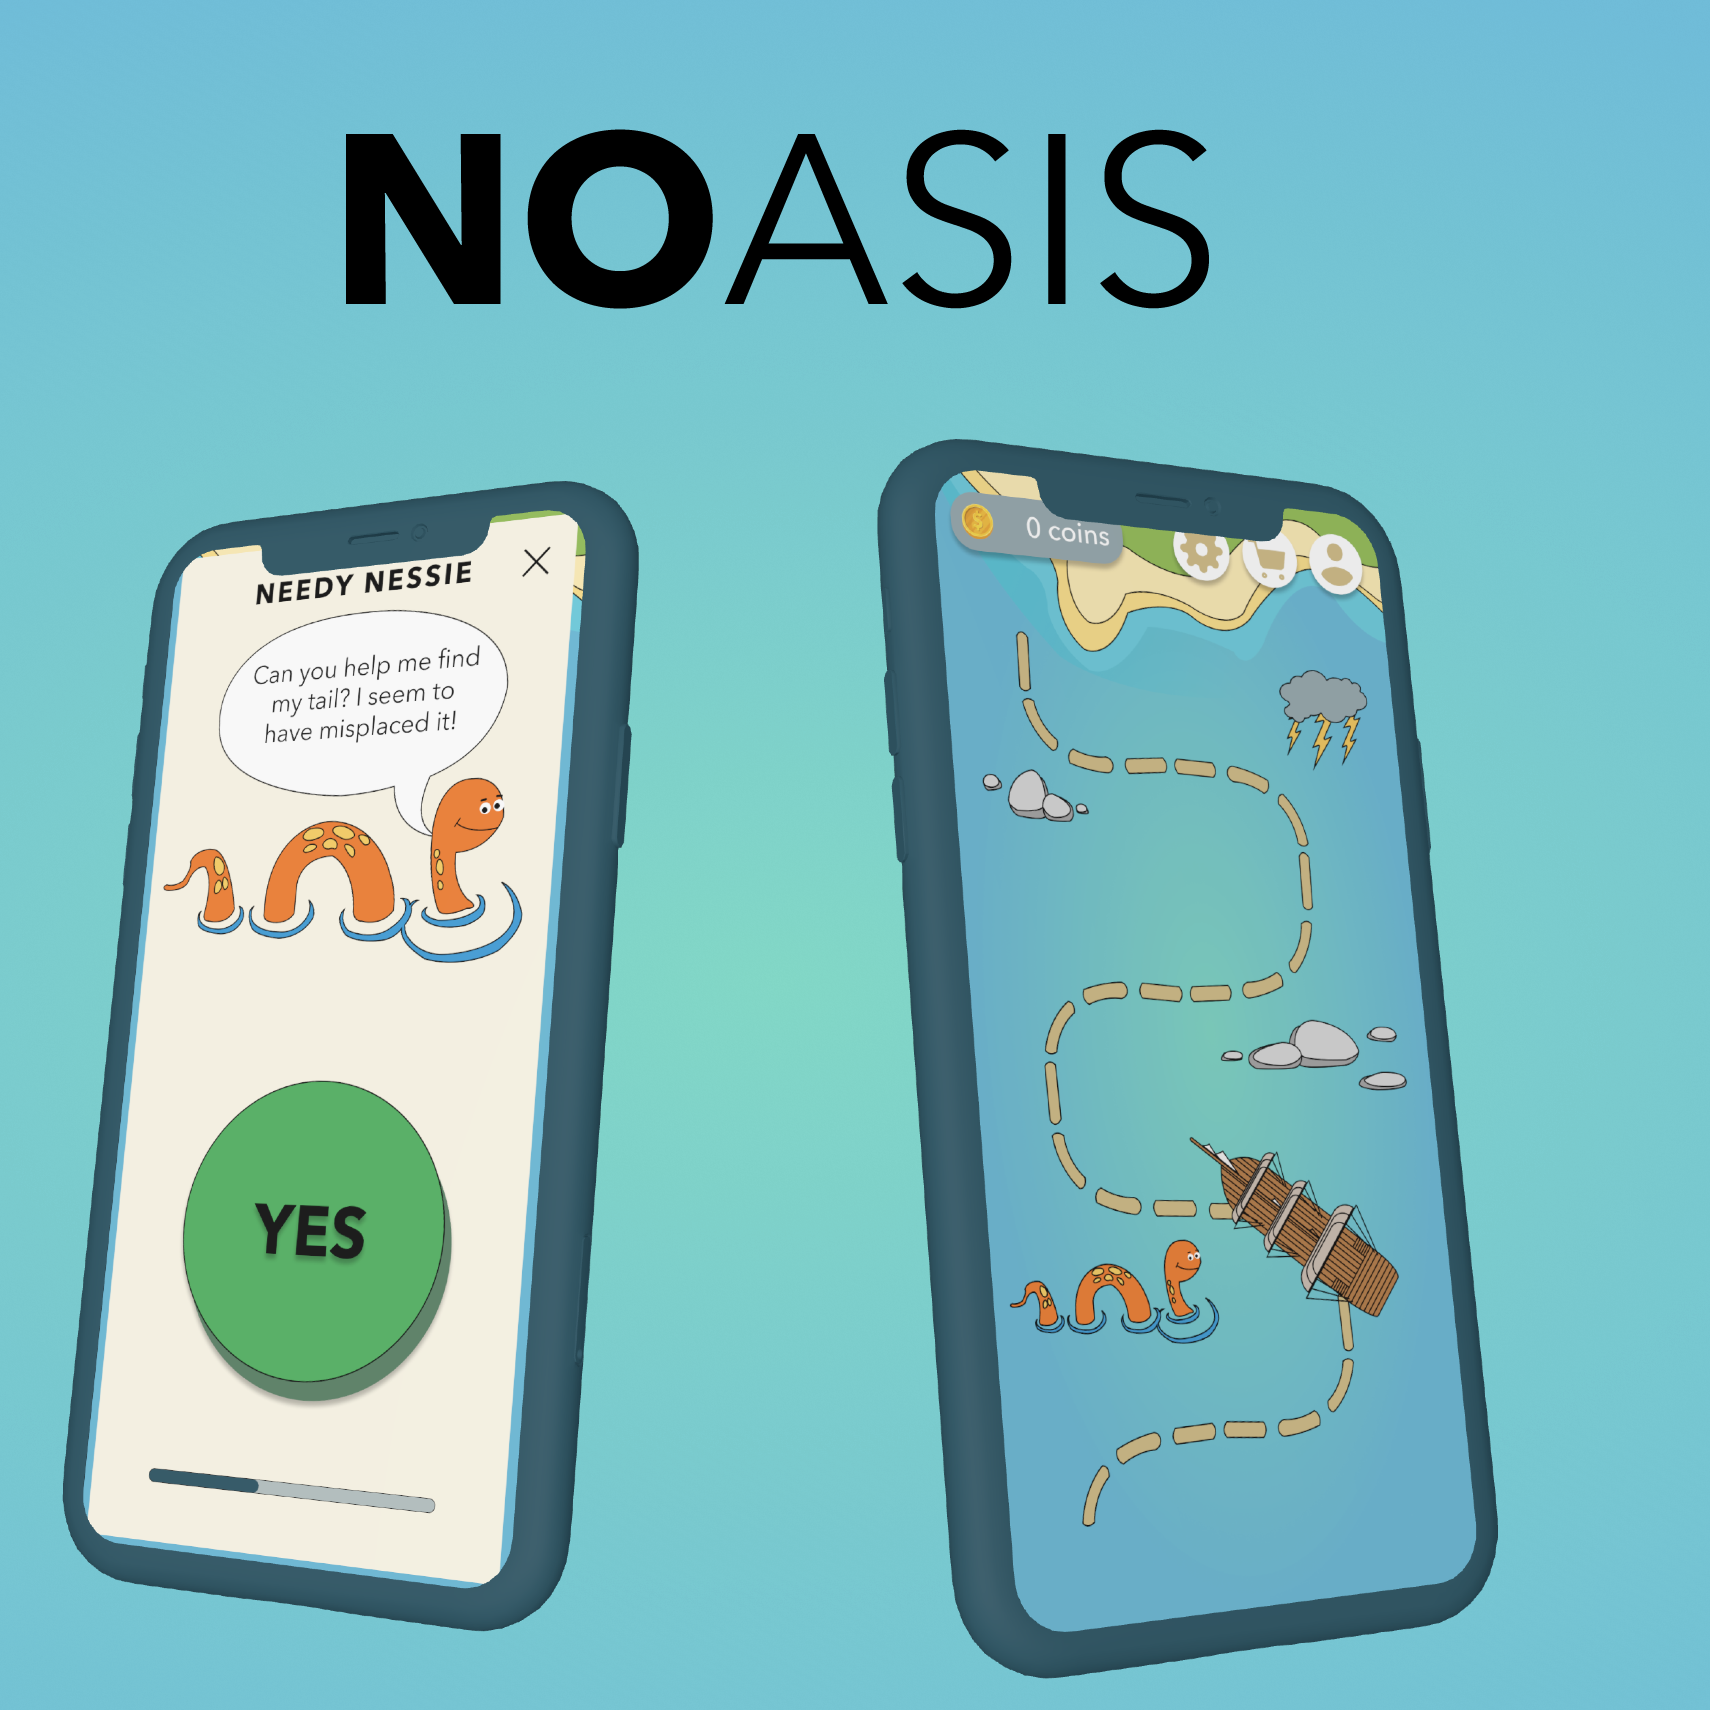 NOASIS
NEEDY NESSIE
Can you help me find
my tail? I seem to
have misplaced it!
YES
0 coins